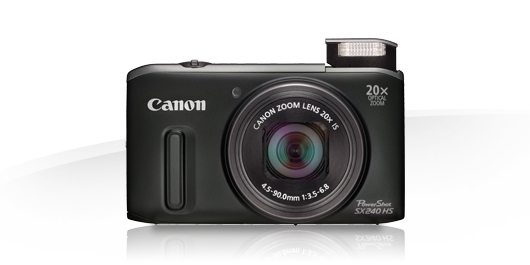 Canon
20x
OPTICAL
ZOOM
CANON ZOOM LENS 20x IS
4.5-90.0mm 1:3.5-6.8
PowerShot
SX240 HS